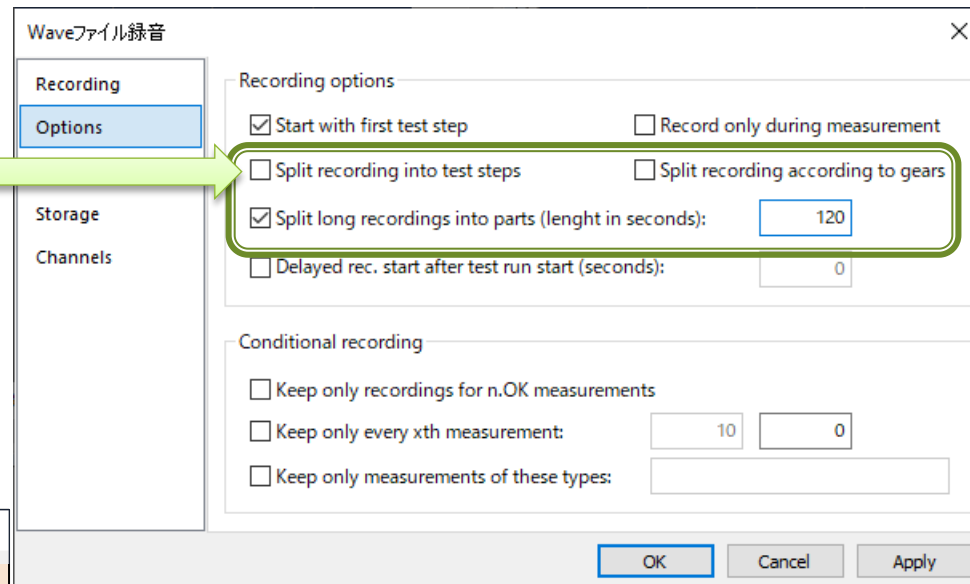 Waveファイル録音
Recording
Options
Storage
Channels
Recording options
Start with first test step Record only during measurement
Split recording into test steps Split recording according to gears
Split long recordings into parts (lenght in seconds): 120
Delayed rec. start after test run start (seconds): 0
Conditional recording
Keep only recordings for n.OK measurements
Keep only every xth measurement: 10 0
Keep only measurements of these types:
OK Cancel Apply